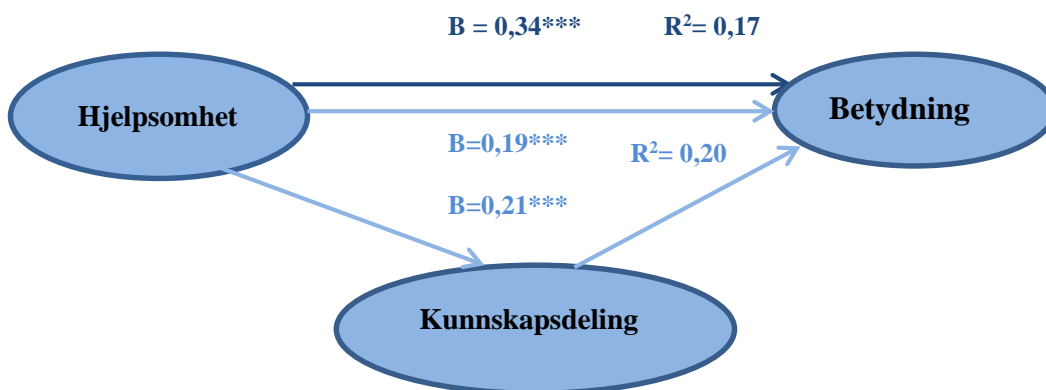 B = 0,34*** R²= 0,17
Hjelpsomhet
Betydning
B=0,19***
R²= 0,20
B=0,21***
Kunnskapsdeling